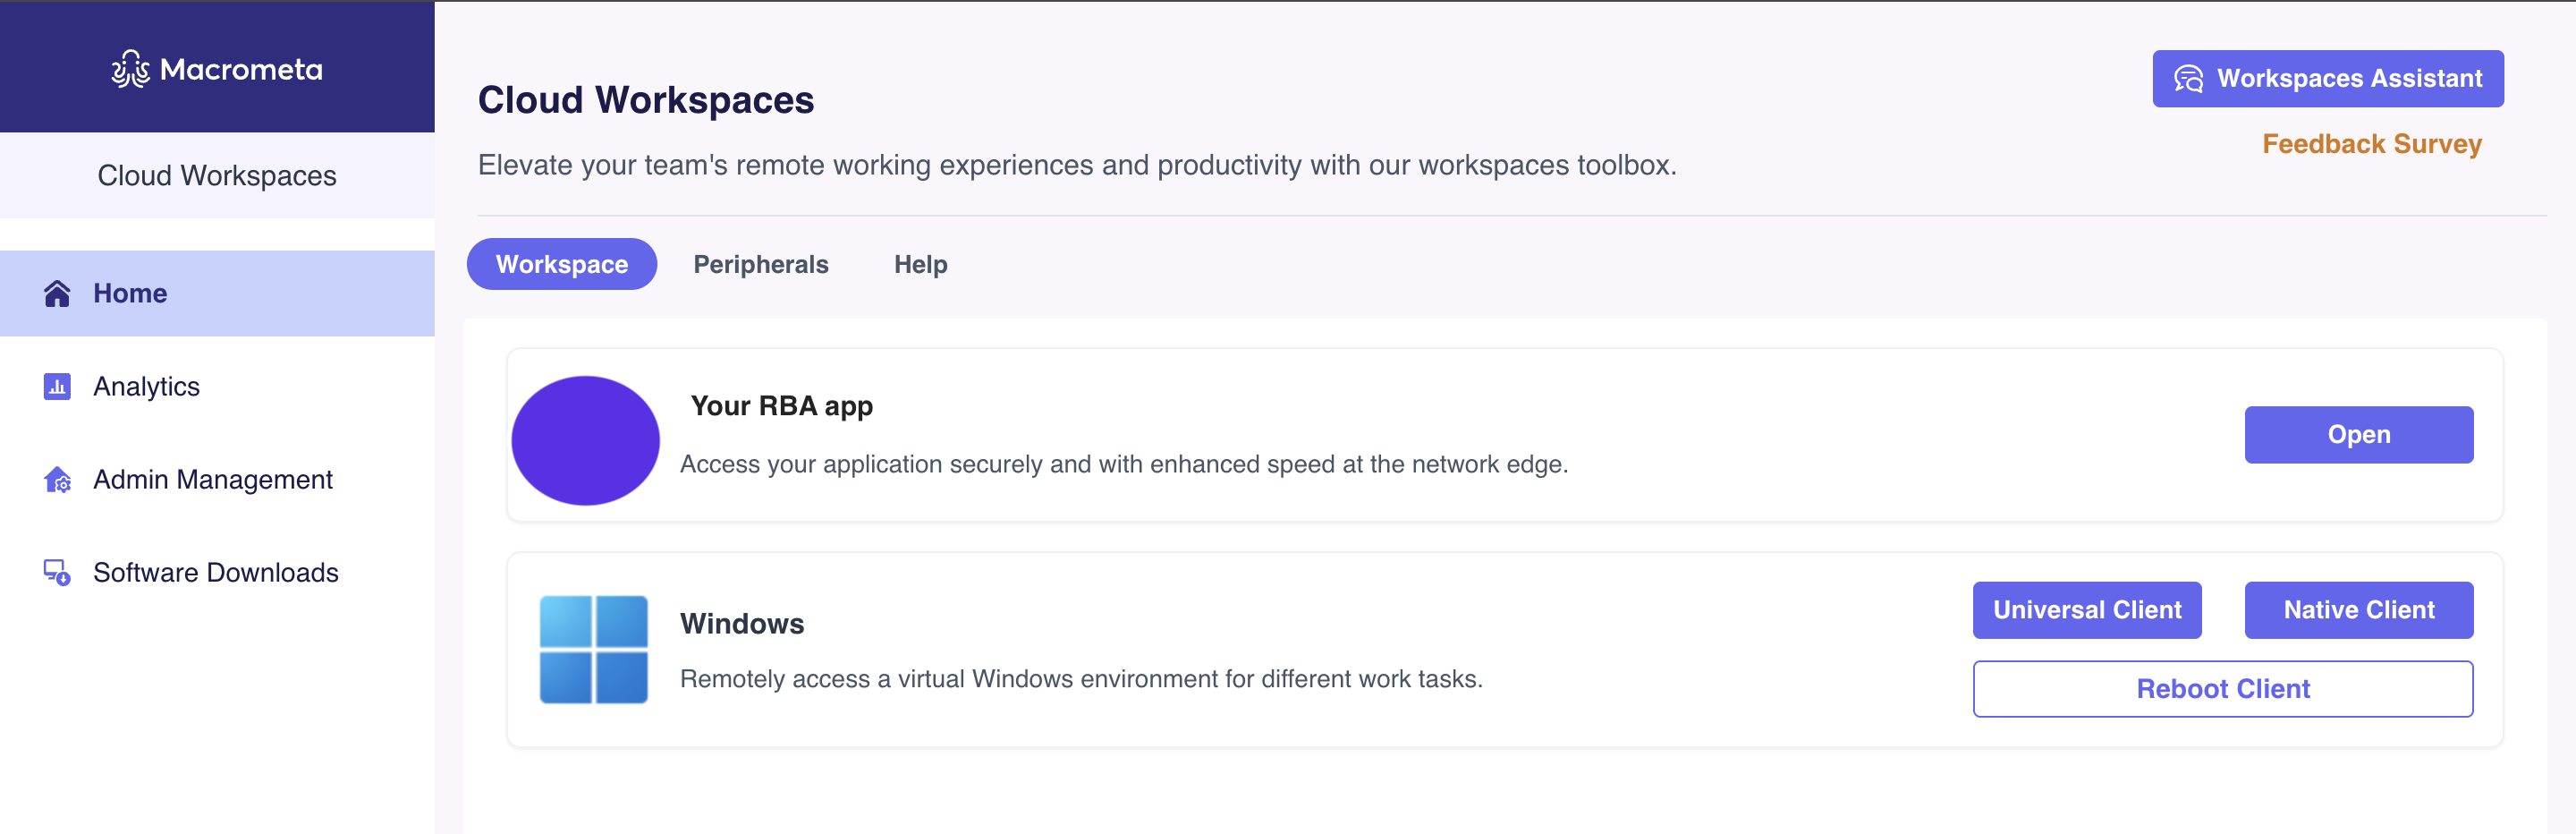 Macrometa
Cloud Workspaces
Home
Analytics
Admin Management
Software Downloads
Cloud Workspaces
Elevate your team's remote working experiences and productivity with our workspaces toolbox.
Workspaces Assistant
Feedback Survey
Workspace
Peripherals
Help
Your RBA app
Access your application securely and with enhanced speed at the network edge.
Open
Windows
Remotely access a virtual Windows environment for different work tasks.
Universal Client
Native Client
Reboot Client